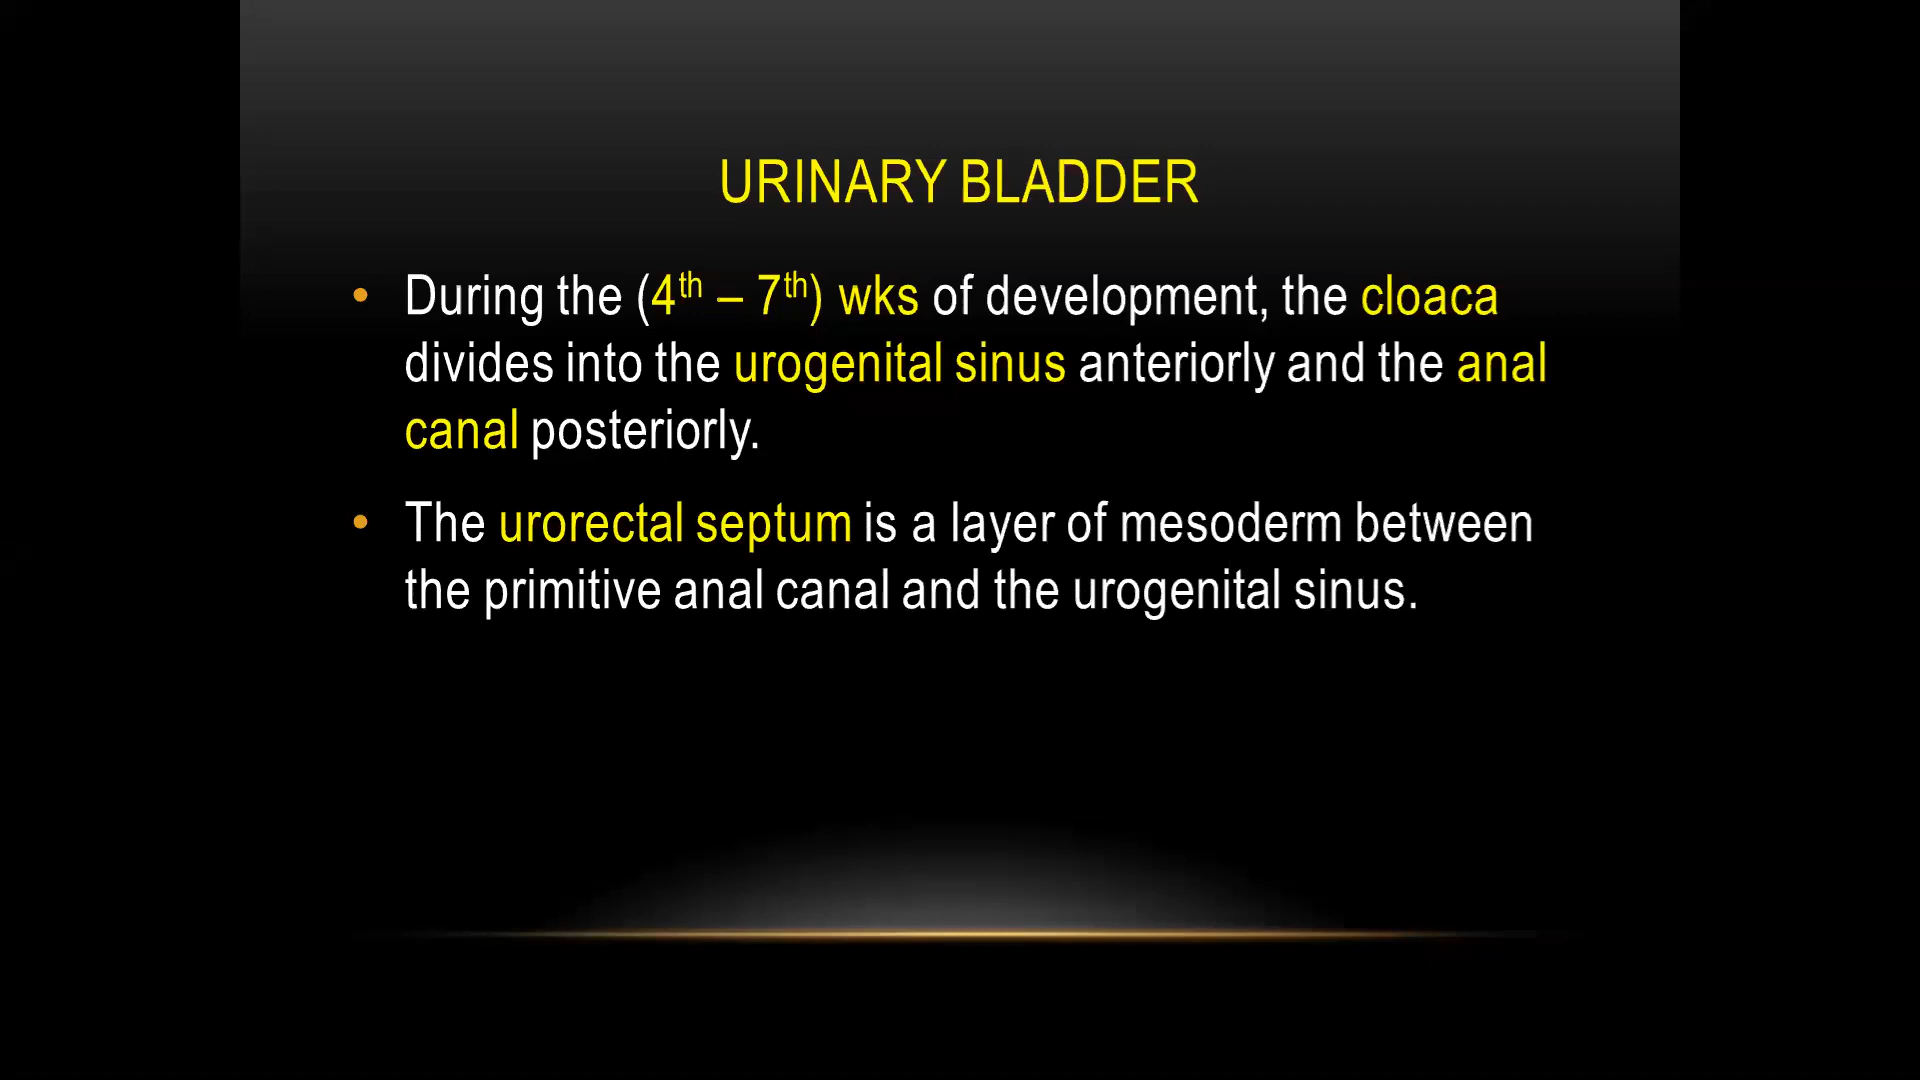 URINARY BLADDER
• During the (4th – 7th) wks of development, the cloaca
divides into the urogenital sinus anteriorly and the anal
canal posteriorly.
• The urorectal septum is a layer of mesoderm between
the primitive anal canal and the urogenital sinus.